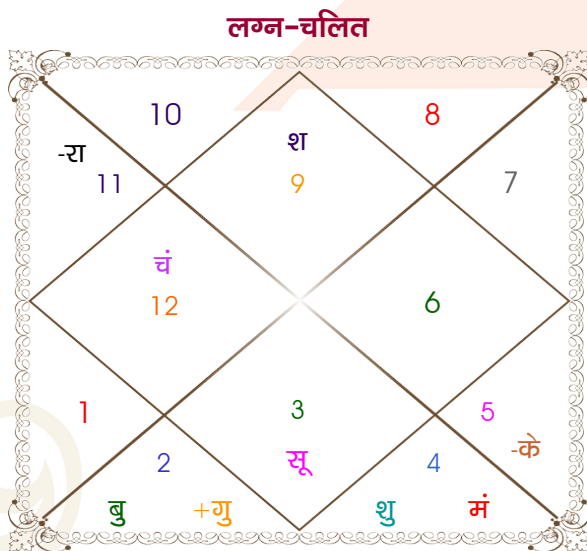 लग्न-चलित
10 8
श
-रा
11 9 7
चं
12 6
1 3 5
-के
2 सू 4
बु +गु शु मं